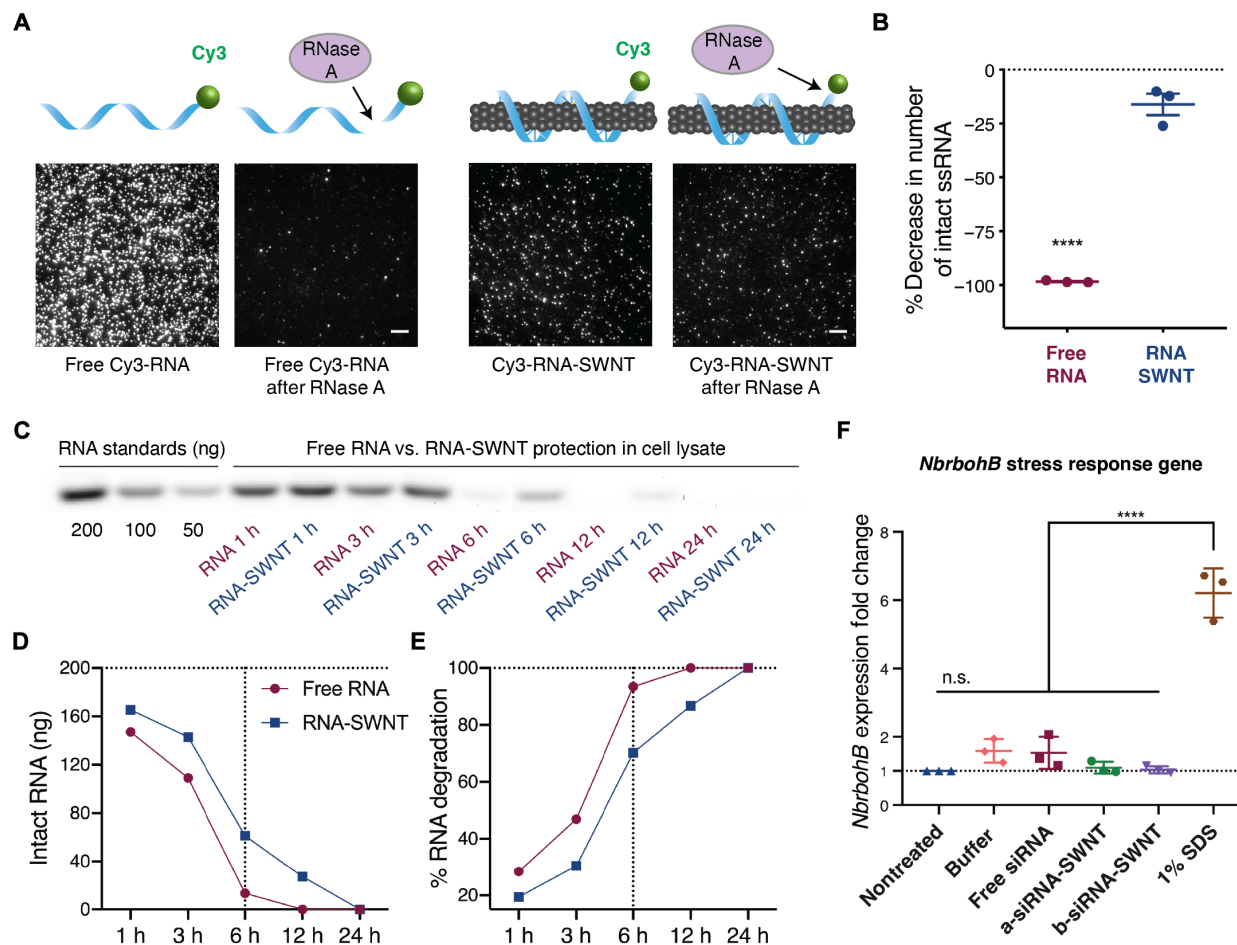 A
B
Cy3
RNase
A
Cy3
RNase
A
Free Cy3-RNA
Free Cy3-RNA
after RNase A
Cy3-RNA-SWNT
Cy3-RNA-SWNT
after RNase A
% Decrease in number
of intact ssRNA
0
−25
−50
−75
−100
****
Free
RNA
RNA
SWNT
C
RNA standards (ng)
Free RNA vs. RNA-SWNT protection in cell lysate
200
100
50
RNA 1 h
RNA-SWNT 1 h
RNA 3 h
RNA-SWNT 3 h
RNA 6 h
RNA-SWNT 6 h
RNA 12 h
RNA-SWNT 12 h
RNA 24 h
RNA-SWNT 24 h
D
Intact RNA (ng)
200
160
120
80
40
0
Free RNA
RNA-SWNT
1 h
3 h
6 h
12 h
24 h
E
% RNA degradation
100
80
60
40
20
1 h
3 h
6 h
12 h
24 h
F
NbrbohB stress response gene
NbrbohB expression fold change
8
6
4
2
1
0
n.s.
****
Nontreated
Buffer
Free siRNA
a-siRNA-SWNT
b-siRNA-SWNT
1% SDS